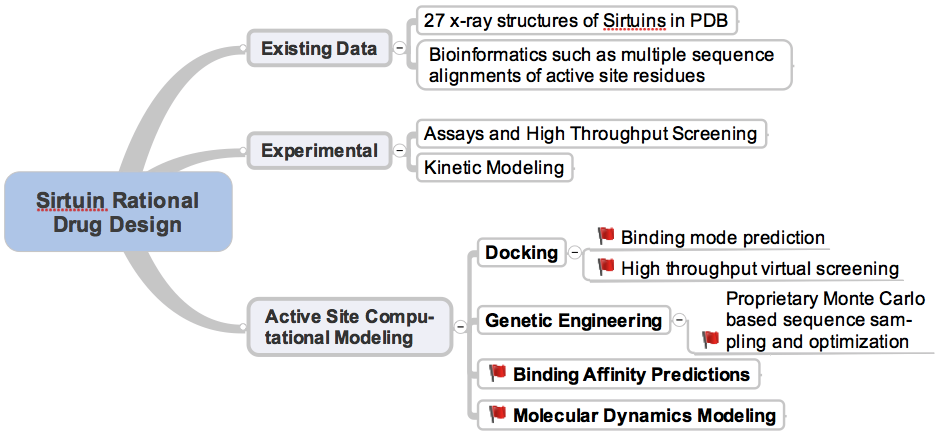 Sirtuin Rational
Drug Design
Existing Data
27 x-ray structures of Sirtuins in PDB
Bioinformatics such as multiple sequence
alignments of active site residues
Experimental
Assays and High Throughput Screening
Kinetic Modeling
Active Site Compu-
tational Modeling
Docking
Binding mode prediction
High throughput virtual screening
Genetic Engineering
Proprietary Monte Carlo
based sequence sam-
pling and optimization
Binding Affinity Predictions
Molecular Dynamics Modeling